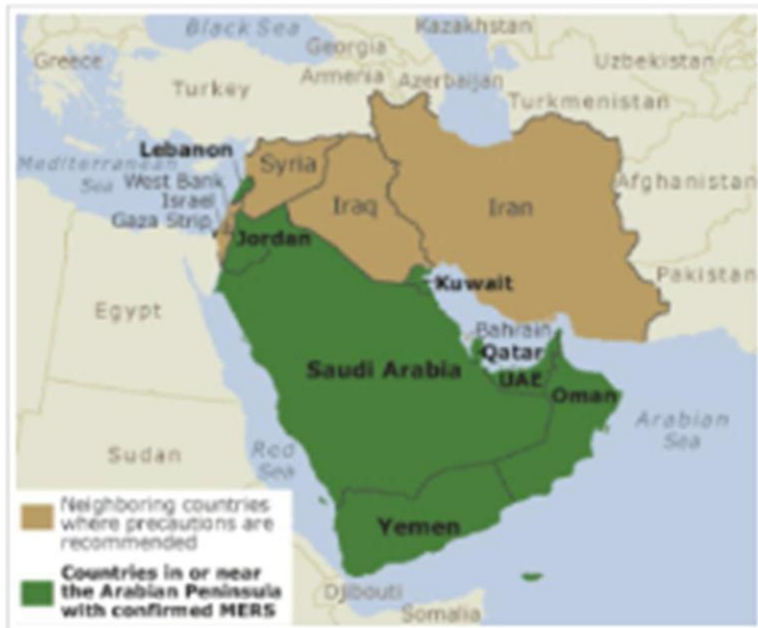 Black Sea
Kazakhstan
Georgia
Greece
Uzbekistan
Armenia
Azerbaijan
Turkey
Turkmenistan
Lebanon
Mediterranean
Sea
Syria
West Bank
Israel
Gaza Strip
Afghanistan
Iraq
Iran
Jordan
Pakistan
Kuwait
Egypt
Bahrain
Qatar
Saudi Arabia
UAE
Oman
Arabian
Sea
Sudan
Red
Sea
Neighboring countries
where precautions are
recommended
Yemen
Countries in or near
the Arabian Peninsula
with confirmed MERS
Djibouti
Somalia